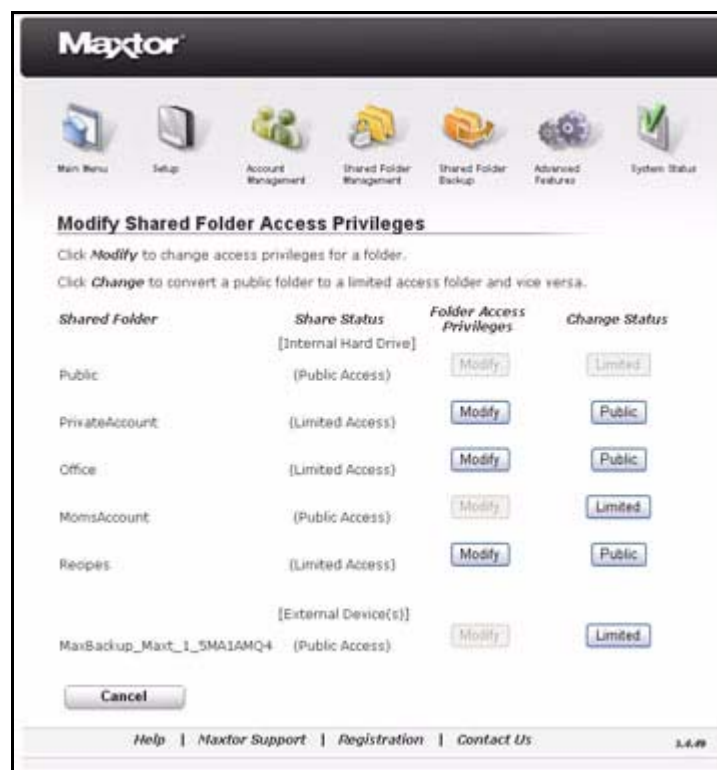 Maxtor
Main Menu
Setup
Account Management
Shared Folder Management
Shared Folder Backup
Advanced Features
System Status
Modify Shared Folder Access Privileges
Click Modify to change access privileges for a folder.
Click Change to convert a public folder to a limited access folder and vice versa.
Shared Folder Share Status Folder Access Privileges Change Status
[Internal Hard Drive]
Public (Public Access) Modify Limited
PrivateAccount (Limited Access) Modify Public
Office (Limited Access) Modify Public
MomsAccount (Public Access) Modify Limited
Recipes (Limited Access) Modify Public
[External Device(s)]
MaxBackup_Maxt_1_5MA1AMQ4 (Public Access) Modify Limited
Cancel
Help | Maxtor Support | Registration | Contact Us